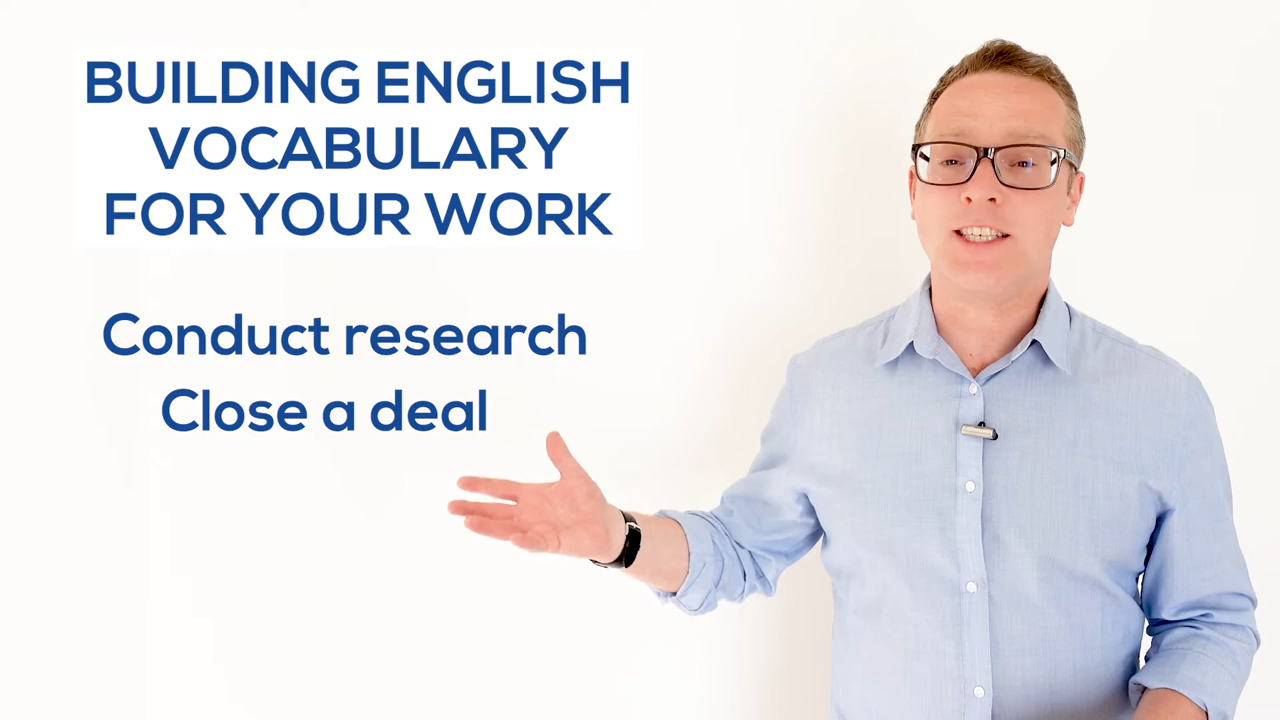 BUILDING ENGLISH
VOCABULARY
FOR YOUR WORK
Conduct research
Close a deal